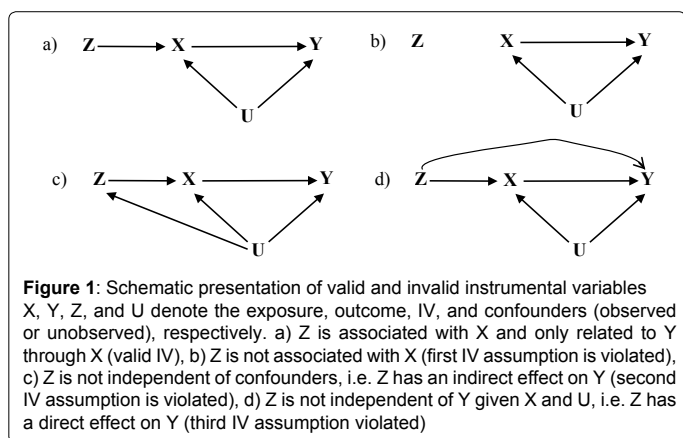 a) Z X Y
U
b) Z X Y
U
c) Z X Y
U
d) Z X Y
U
Figure 1: Schematic presentation of valid and invalid instrumental variables
X, Y, Z, and U denote the exposure, outcome, IV, and confounders (observed
or unobserved), respectively. a) Z is associated with X and only related to Y
through X (valid IV), b) Z is not associated with X (first IV assumption is violated),
c) Z is not independent of confounders, i.e. Z has an indirect effect on Y (second
IV assumption is violated), d) Z is not independent of Y given X and U, i.e. Z has
a direct effect on Y (third IV assumption violated)